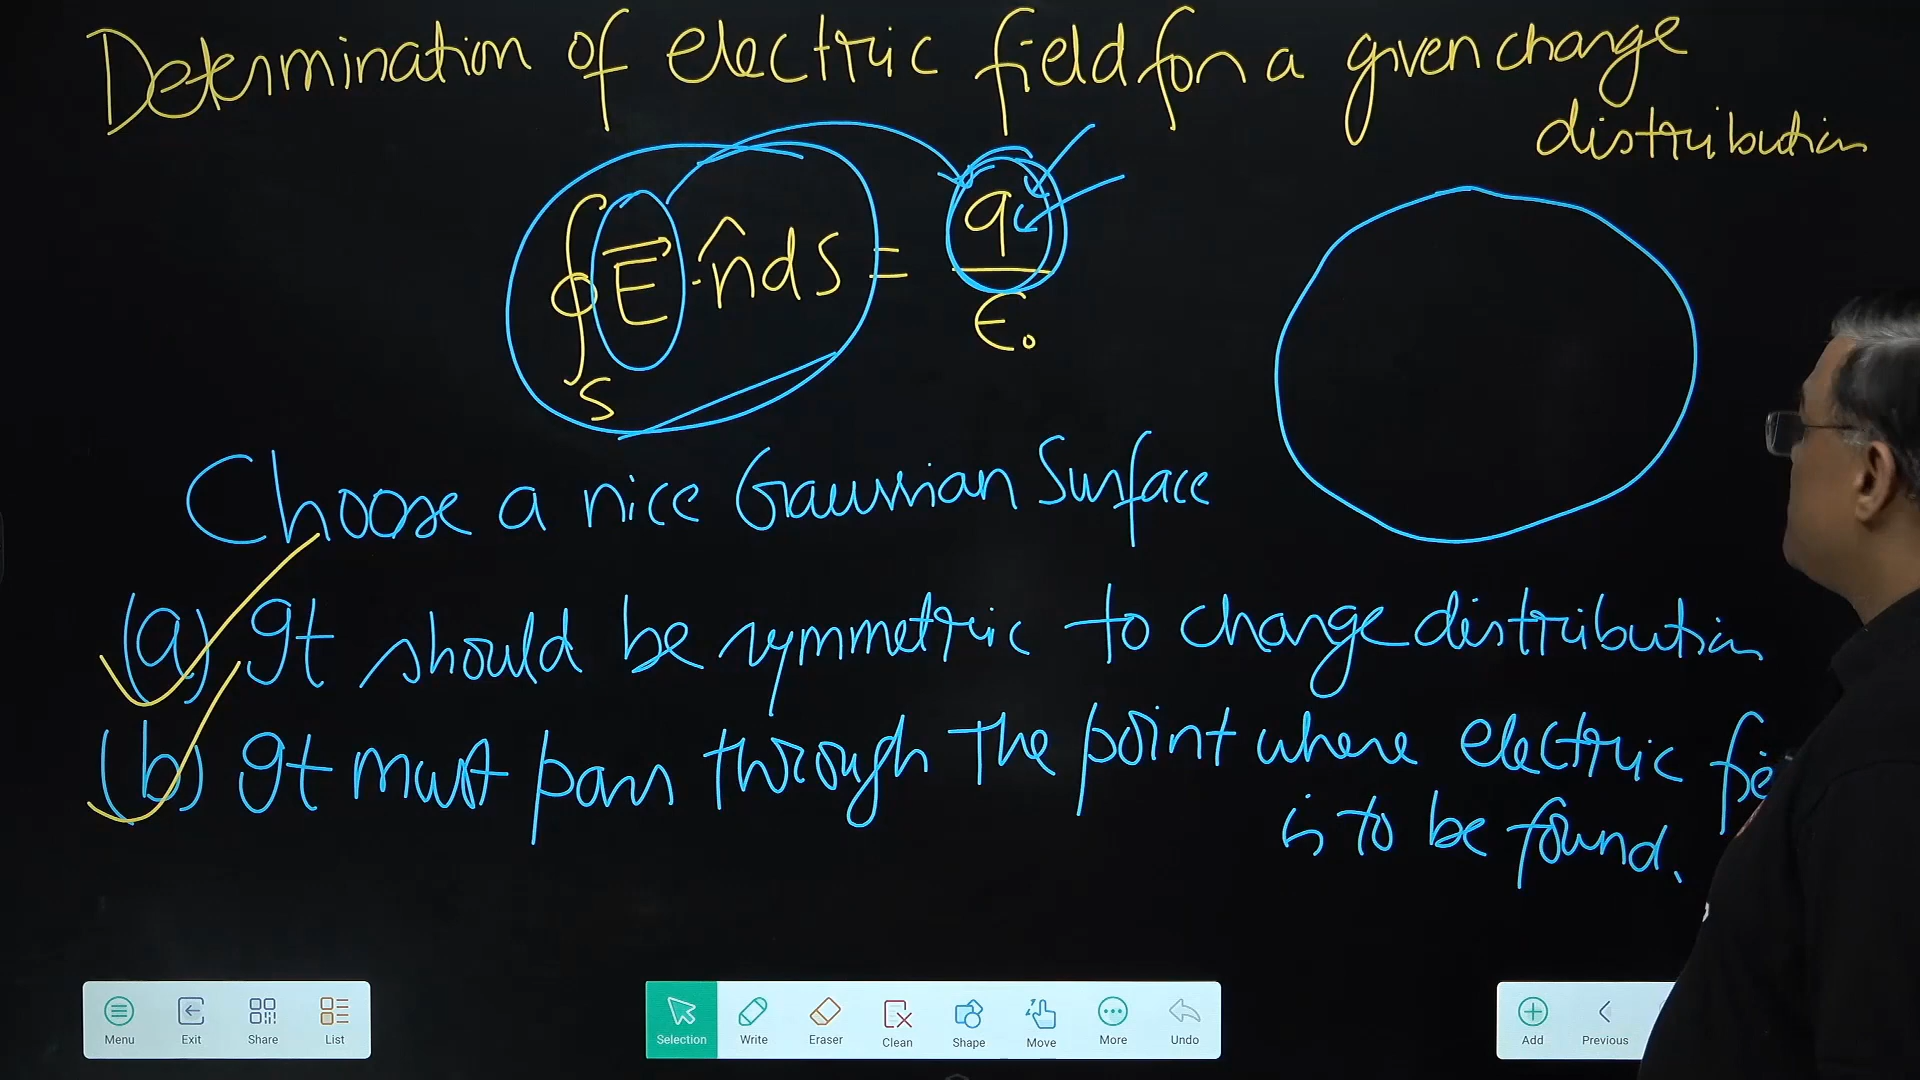 Determination of electric field for a given charge
distribution
∮ₛ E⃗ · n̂ dS = q / ϵ₀
Choose a nice Gaussian Surface
(a) It should be symmetric to charge distribution
(b) It must pass through the point where electric fie
is to be found.
Menu Exit Share List Selection Write Eraser Clean Shape Move More Undo Add Previous